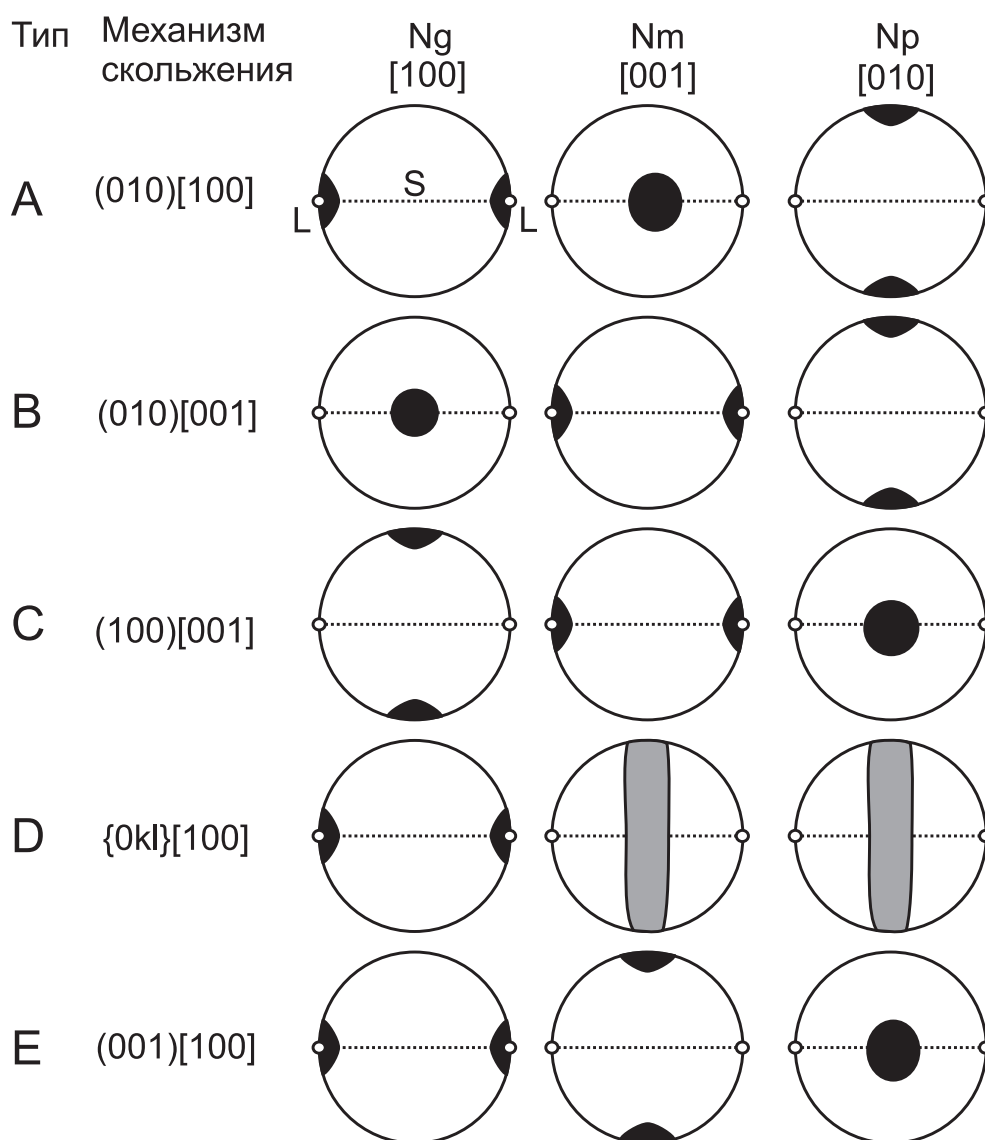 Тип Механизм скольжения Ng [100] Nm [001] Np [010]
A (010)[100] S L L
B (010)[001]
C (100)[001]
D {0kl}[100]
E (001)[100]